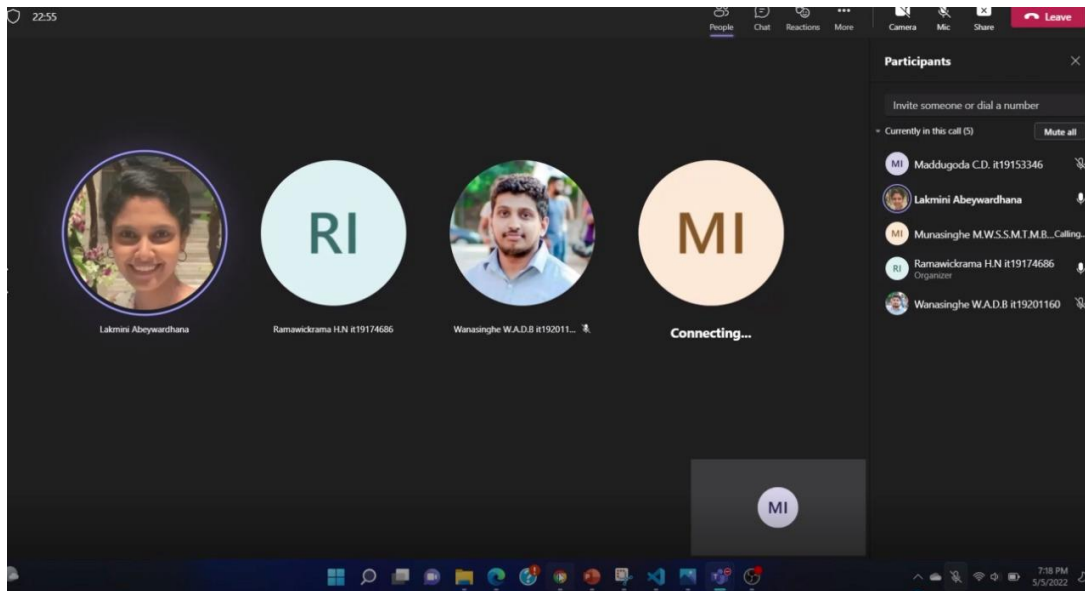 22:55
People Chat Reactions More Camera Mic Share Leave
Participants
Invite someone or dial a number
Currently in this call (5) Mute all
MI Maddugoda C.D. it19153346
Lakmini Abeywardhana
MI Munasinghe M.W.S.S.M.T.M.B... Calling...
RI Ramawickrama H.N it19174686
Organizer
Wanasinghe W.A.D.B it19201160
RI
MI
Lakmini Abeywardhana
Ramawickrama H.N it19174686
Wanasinghe W.A.D.B it192011...
Connecting...
MI
7:18 PM
5/5/2022